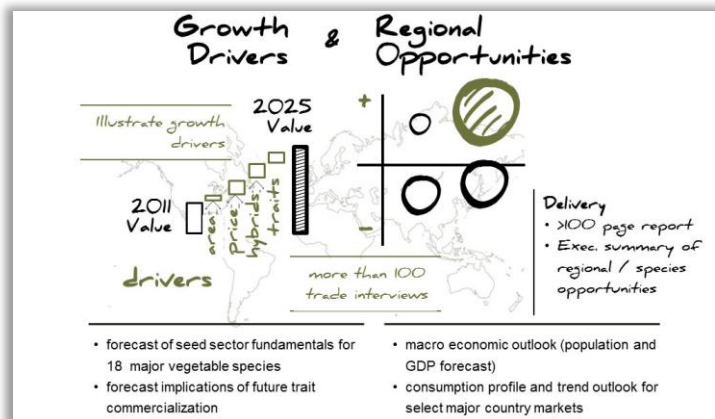 Growth Drivers & Regional Opportunities
Illustrate growth drivers
2025 Value
2011 Value
area
price
hybrids
traits
drivers
+
-
more than 100 trade interviews
Delivery
• >100 page report
• Exec. summary of regional / species opportunities
• forecast of seed sector fundamentals for
18 major vegetable species
• forecast implications of future trait
commercialization
• macro economic outlook (population and
GDP forecast)
• consumption profile and trend outlook for
select major country markets